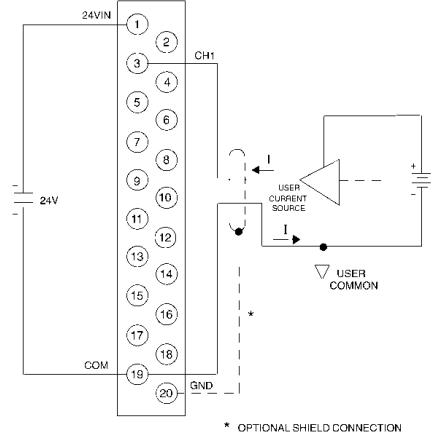 24VIN
1
2
3
CH1
4
5
6
7
8
9
10
11
12
13
14
15
16
17
18
COM
19
GND
20
24V
I
USER
CURRENT
SOURCE
+
-
I
USER
COMMON
*
* OPTIONAL SHIELD CONNECTION